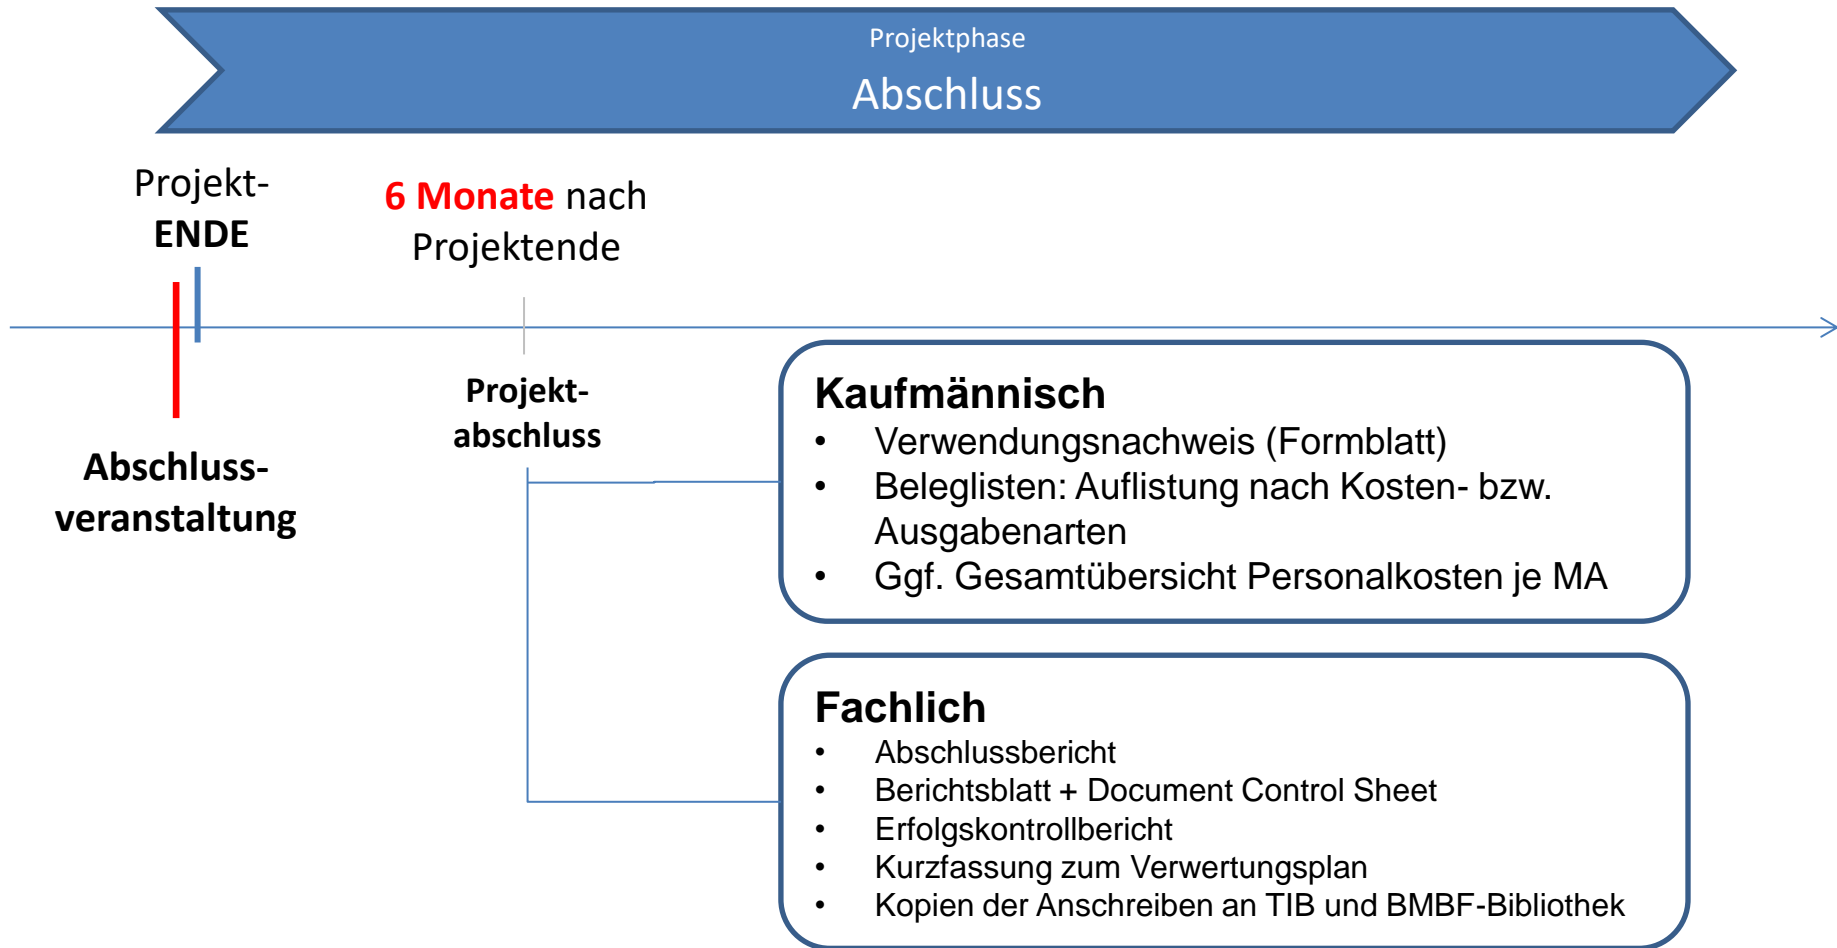 Projektphase
Abschluss
Projekt-
ENDE
6 Monate nach
Projektende
Abschluss-
veranstaltung
Projekt-
abschluss
Kaufmännisch
• Verwendungsnachweis (Formblatt)
• Beleglisten: Auflistung nach Kosten- bzw.
Ausgabenarten
• Ggf. Gesamtübersicht Personalkosten je MA
Fachlich
• Abschlussbericht
• Berichtsblatt + Document Control Sheet
• Erfolgskontrollbericht
• Kurzfassung zum Verwertungsplan
• Kopien der Anschreiben an TIB und BMBF-Bibliothek